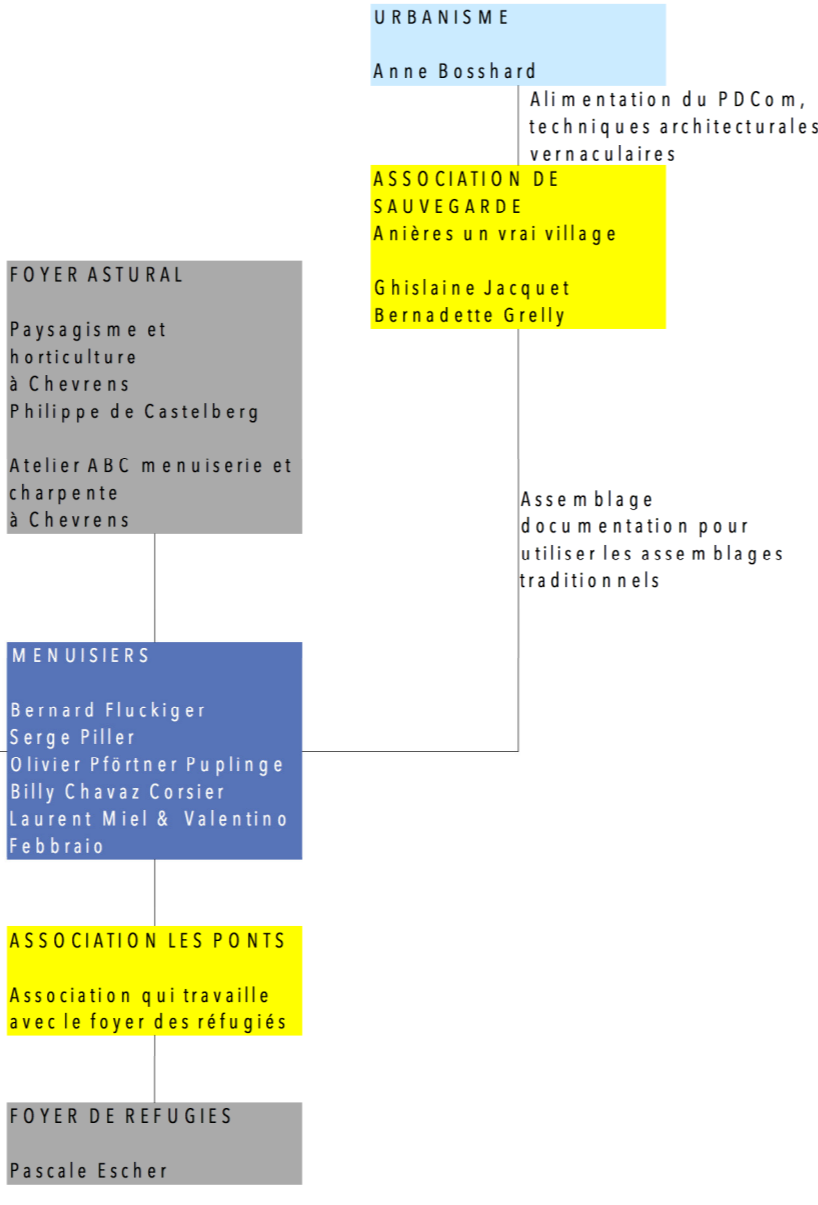 URBANISME
Anne Bosshard
Alimentation du PDCom,
techniques architecturales
vernaculaires
ASSOCIATION DE
SAUVEGARDE
Anières un vrai village
Ghislaine Jacquet
Bernadette Grelly
FOYER ASTURAL
Paysagisme et
horticulture
à Chevrens
Philippe de Castelberg
Atelier ABC menuiserie et
charpente
à Chevrens
Assemblage
documentation pour
utiliser les assemblages
traditionnels
MENUISIERS
Bernard Fluckiger
Serge Piller
Olivier Pförtner Puplinge
Billy Chavaz Corsier
Laurent Miel & Valentino
Febbraio
ASSOCIATION LES PONTS
Association qui travaille
avec le foyer des réfugiés
FOYER DE REFUGIES
Pascale Escher